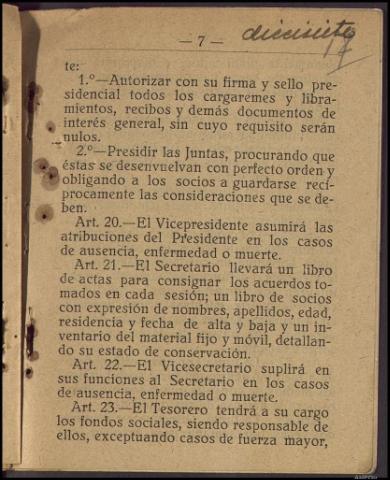 — 7 —
diecisiete
17
te:
1.º—Autorizar con su firma y sello pre-
sidencial todos los cargaremes y libra-
mientos, recibos y demás documentos de
interés general, sin cuyo requisito serán
nulos.
2.º—Presidir las Juntas, procurando que
éstas se desenvuelvan con perfecto orden y
obligando a los socios a guardarse recí-
procamente las consideraciones que se de-
ben.
Art. 20.—El Vicepresidente asumirá las
atribuciones del Presidente en los casos
de ausencia, enfermedad o muerte.
Art. 21.—El Secretario llevará un libro
de actas para consignar los acuerdos to-
mados en cada sesión; un libro de socios
con expresión de nombres, apellidos, edad,
residencia y fecha de alta y baja y un in-
ventario del material fijo y móvil, detallan-
do su estado de conservación.
Art. 22.—El Vicesecretario suplirá en
sus funciones al Secretario en los casos
de ausencia, enfermedad o muerte.
Art. 23.—El Tesorero tendrá a su cargo
los fondos sociales, siendo responsable de
ellos, exceptuando casos de fuerza mayor,